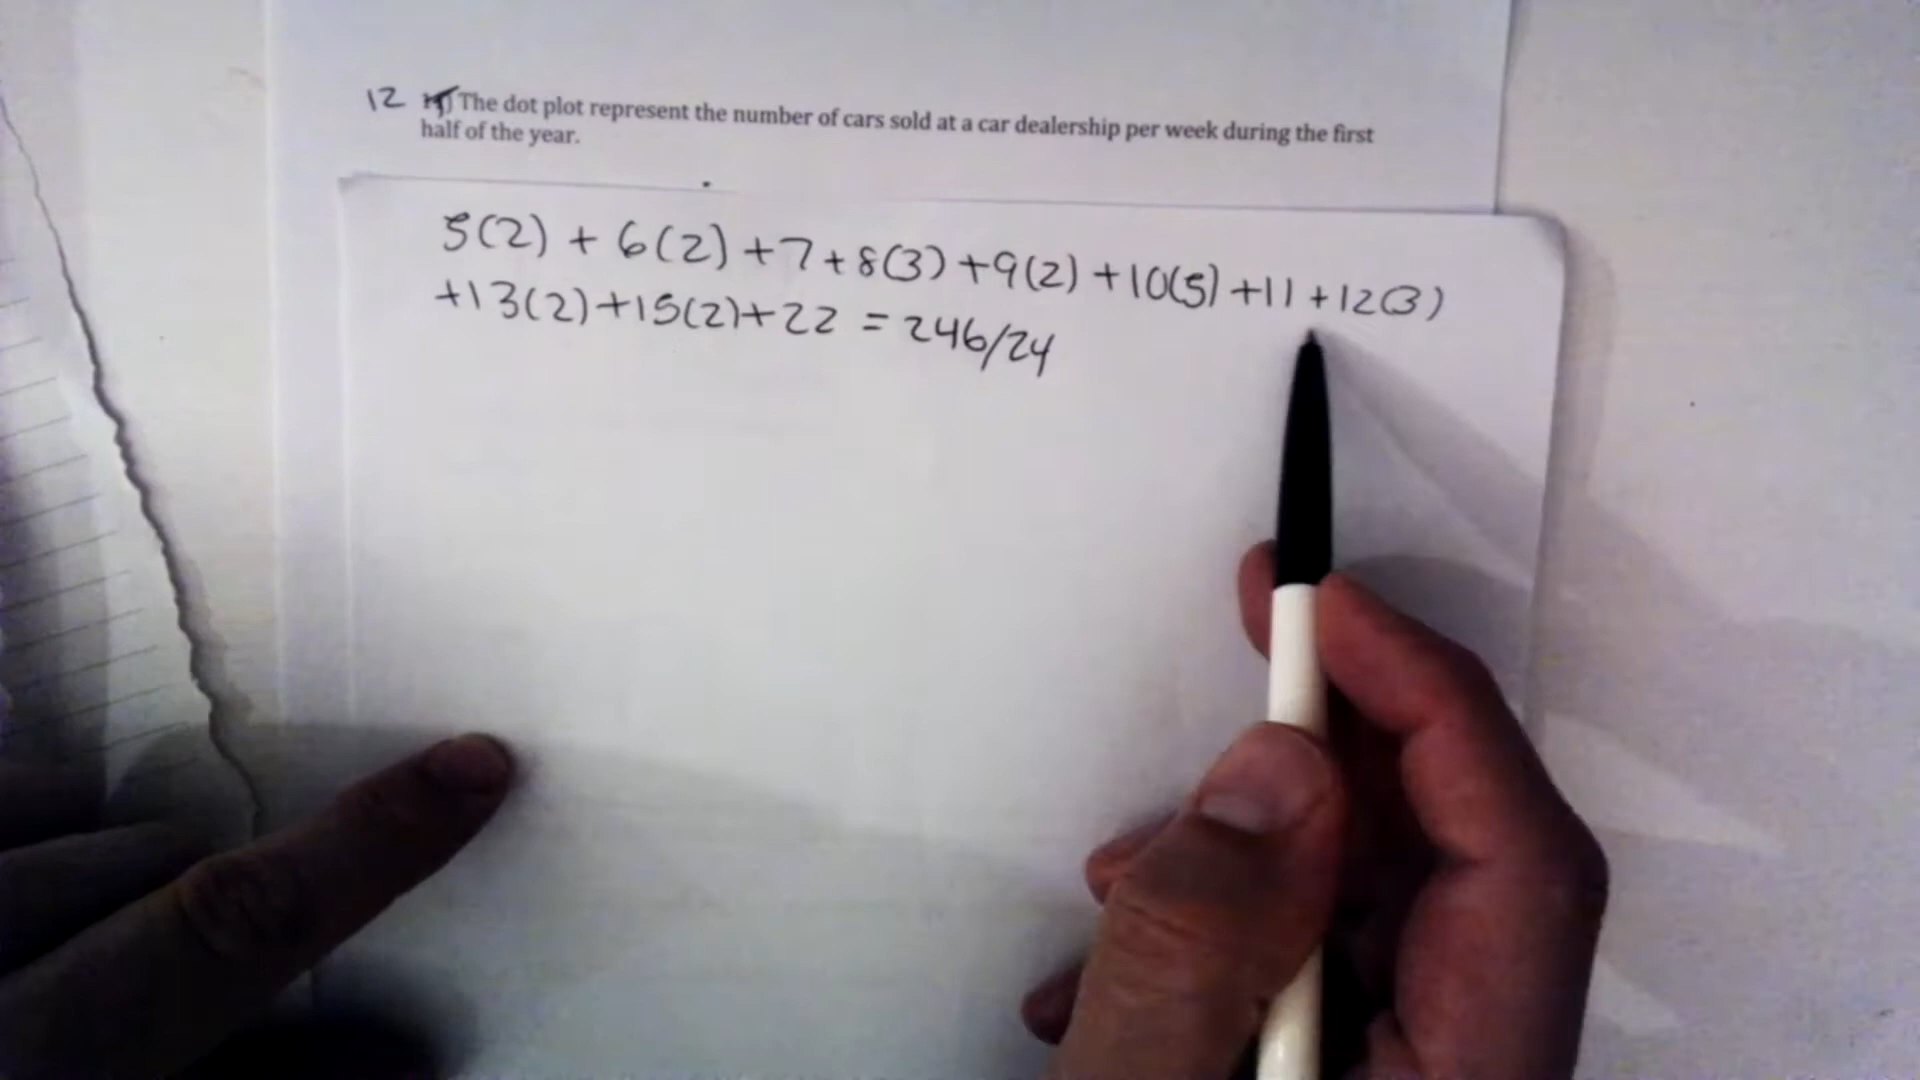 12 The dot plot represent the number of cars sold at a car dealership per week during the first
half of the year.
5(2) + 6(2) +7+8(3) +9(2) +10(5) +11 +12(3)
+13(2)+15(2)+22 = 246/24